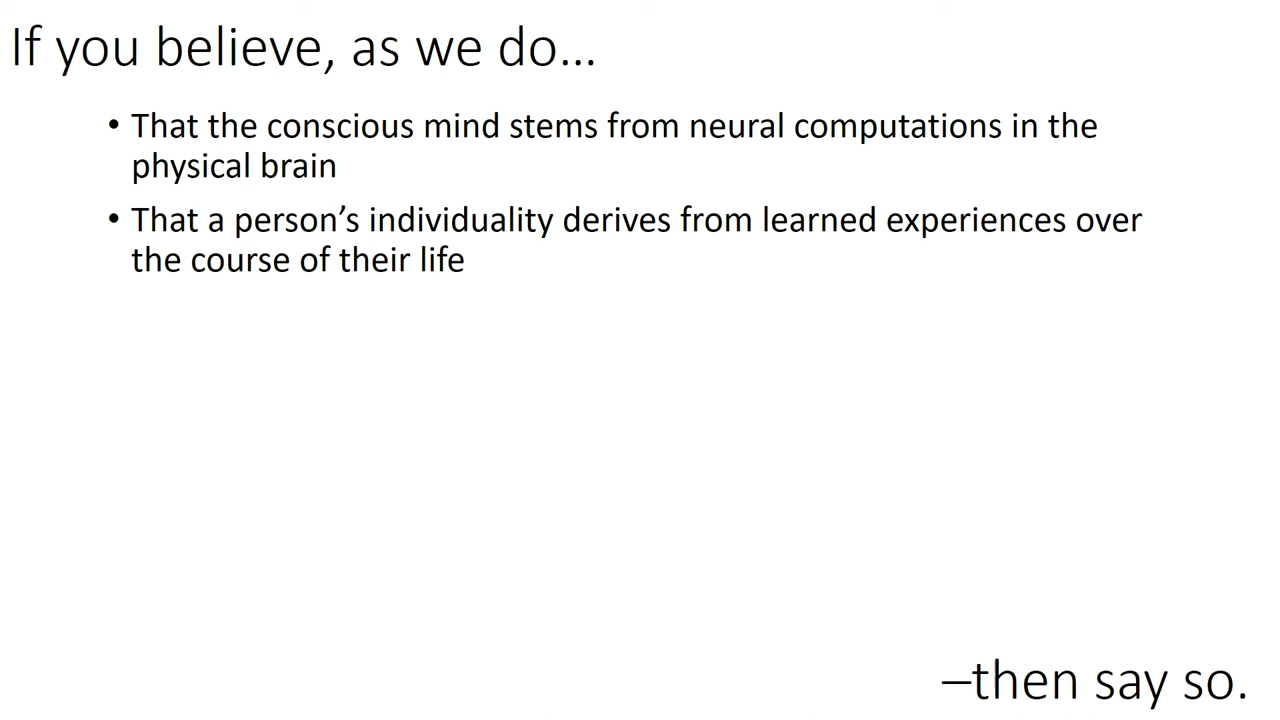 If you believe, as we do...
• That the conscious mind stems from neural computations in the
physical brain
• That a person’s individuality derives from learned experiences over
the course of their life
–then say so.